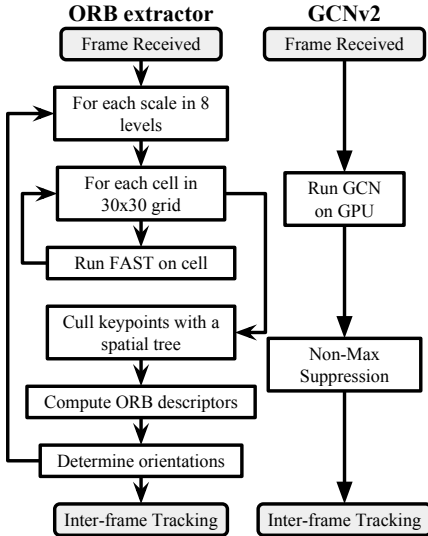 ORB extractor
Frame Received
For each scale in 8
levels
For each cell in
30x30 grid
Run FAST on cell
Cull keypoints with a
spatial tree
Compute ORB descriptors
Determine orientations
Inter-frame Tracking
GCNv2
Frame Received
Run GCN
on GPU
Non-Max
Suppression
Inter-frame Tracking